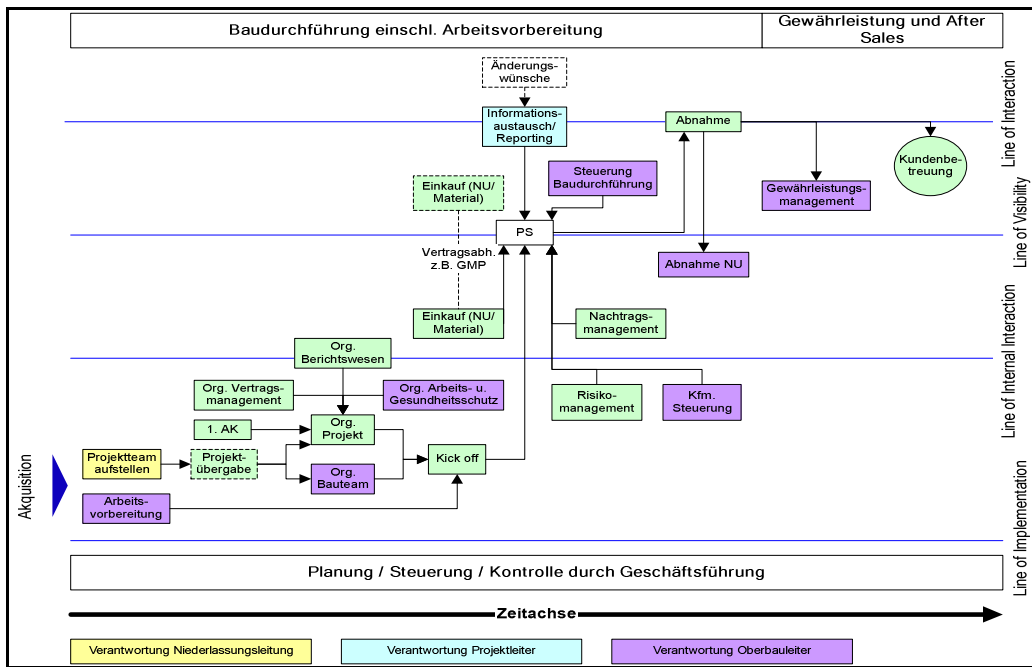 Baudurchführung einschl. Arbeitsvorbereitung
Gewährleistung und After
Sales
Änderungs-
wünsche
Informations-
austausch/
Reporting
Abnahme
Kundenbe-
treuung
Steuerung
Baudurchführung
Einkauf (NU/
Material)
Gewährleistungs-
management
PS
Vertragsabh.
z.B. GMP
Abnahme NU
Einkauf (NU/
Material)
Nachtrags-
management
Org.
Berichtswesen
Org. Vertrags-
management
Org. Arbeits- u.
Gesundheitsschutz
Risiko-
management
Kfm.
Steuerung
1. AK
Org.
Projekt
Projektteam
aufstellen
Projekt-
übergabe
Org.
Bauteam
Kick off
Arbeits-
vorbereitung
Akquisition
Line of Interaction
Line of Visibility
Line of Internal Interaction
Line of Implementation
Planung / Steuerung / Kontrolle durch Geschäftsführung
Zeitachse
Verantwortung Niederlassungsleitung
Verantwortung Projektleiter
Verantwortung Oberbauleiter